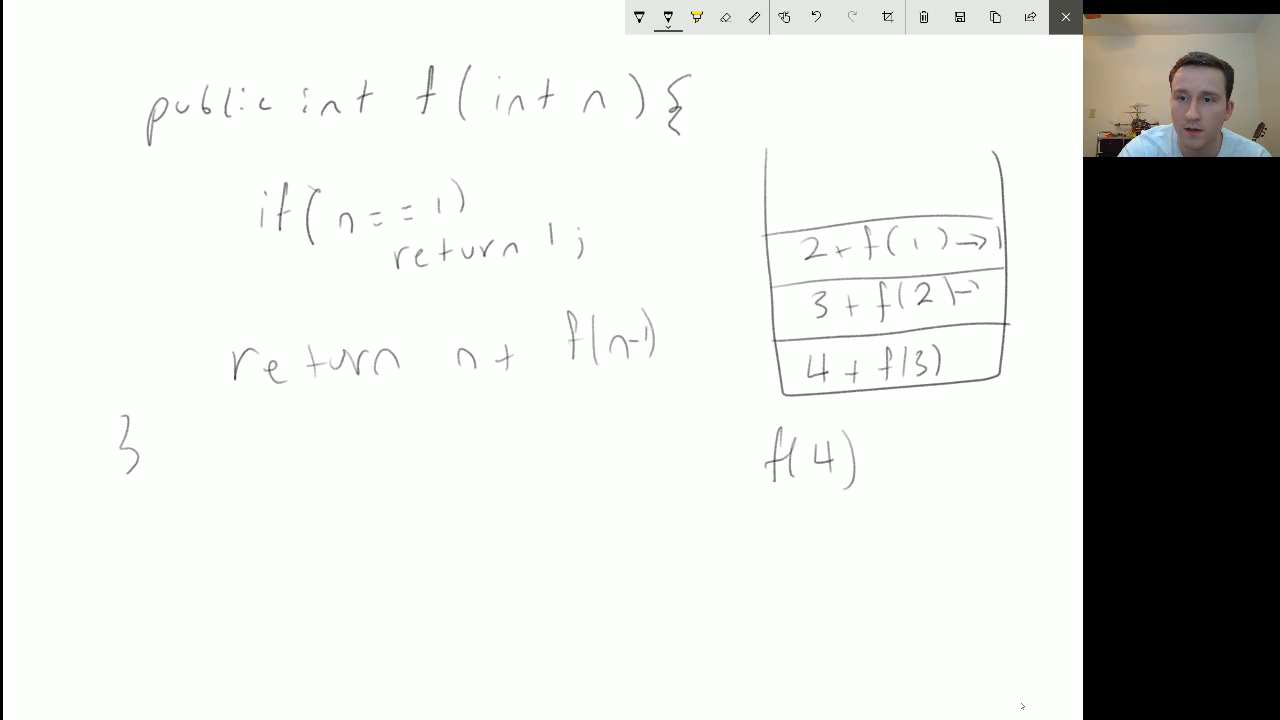 public int f(int n){
if(n==1)
return 1;
return n+ f(n-1)
}
2+f(1)→1
3+f(2)→
4+f(3)
f(4)